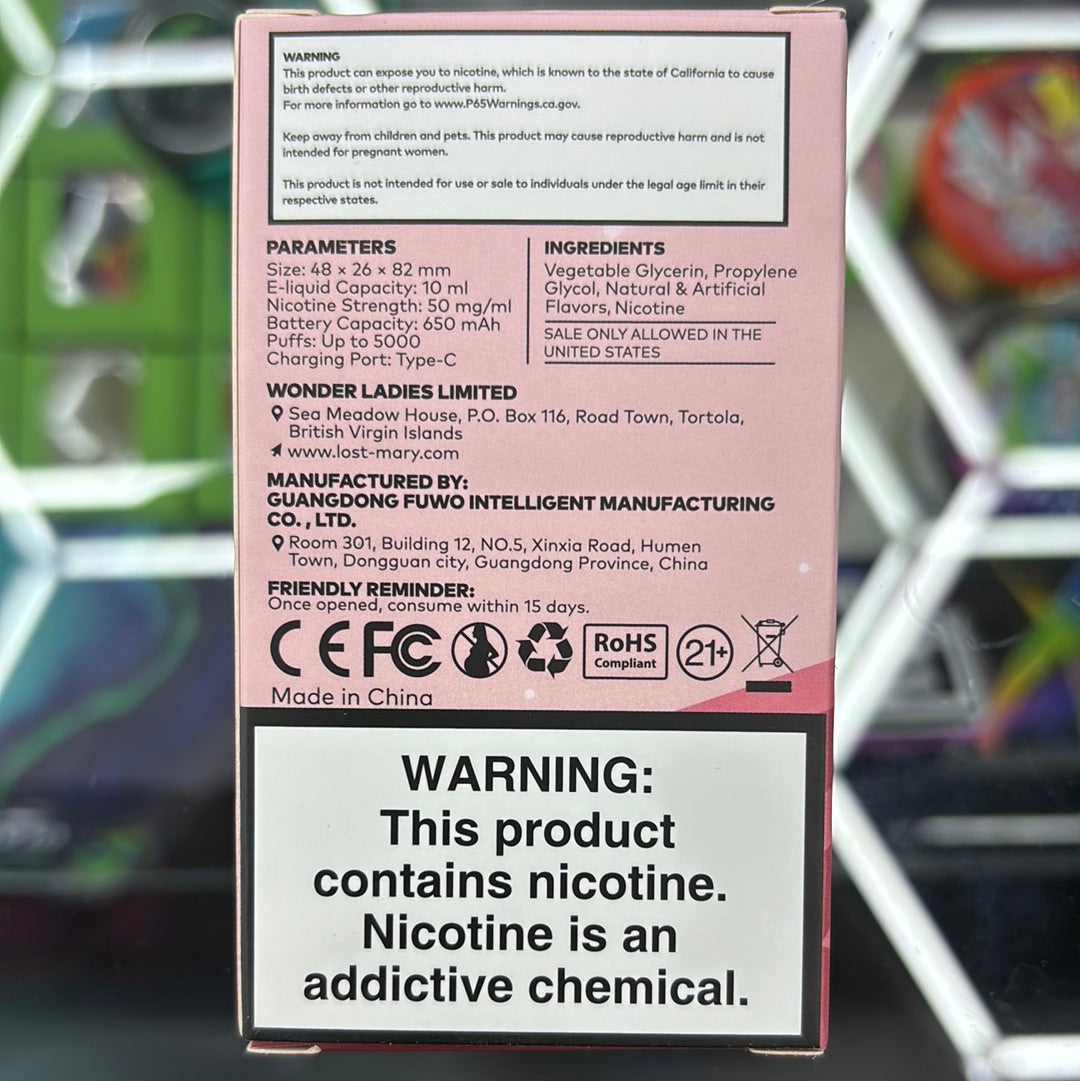 WARNING
This product can expose you to nicotine, which is known to the state of California to cause
birth defects or other reproductive harm.
For more information go to www.P65Warnings.ca.gov.
Keep away from children and pets. This product may cause reproductive harm and is not
intended for pregnant women.
This product is not intended for use or sale to individuals under the legal age limit in their
respective states.
PARAMETERS
Size: 48 × 26 × 82 mm
E-liquid Capacity: 10 ml
Nicotine Strength: 50 mg/ml
Battery Capacity: 650 mAh
Puffs: Up to 5000
Charging Port: Type-C
INGREDIENTS
Vegetable Glycerin, Propylene
Glycol, Natural & Artificial
Flavors, Nicotine
SALE ONLY ALLOWED IN THE
UNITED STATES
WONDER LADIES LIMITED
Sea Meadow House, P.O. Box 116, Road Town, Tortola,
British Virgin Islands
www.lost-mary.com
MANUFACTURED BY:
GUANGDONG FUWO INTELLIGENT MANUFACTURING
CO. , LTD.
Room 301, Building 12, NO.5, Xinxia Road, Humen
Town, Dongguan city, Guangdong Province, China
FRIENDLY REMINDER:
Once opened, consume within 15 days.
CE FC RoHS 21+
Compliant
Made in China
WARNING:
This product
contains nicotine.
Nicotine is an
addictive chemical.